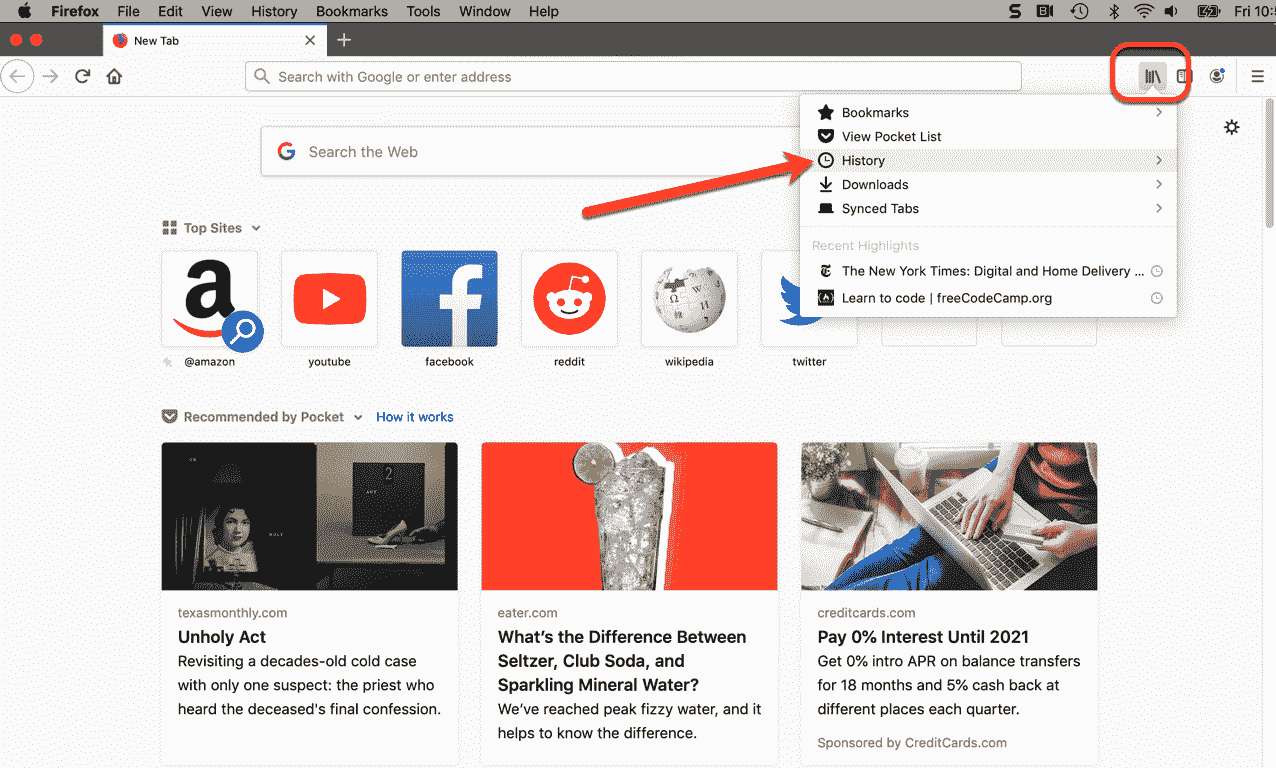 Firefox File Edit View History Bookmarks Tools Window Help Fri 10:
New Tab
Search with Google or enter address
Bookmarks
View Pocket List
History
Downloads
Synced Tabs
Recent Highlights
The New York Times: Digital and Home Delivery ...
Learn to code | freeCodeCamp.org
Search the Web
Top Sites
@amazon
youtube
facebook
reddit
wikipedia
twitter
Recommended by Pocket How it works
texasmonthly.com
Unholy Act
Revisiting a decades-old cold case
with only one suspect: the priest who
heard the deceased's final confession.
eater.com
What's the Difference Between
Seltzer, Club Soda, and
Sparkling Mineral Water?
We've reached peak fizzy water, and it
helps to know the difference.
creditcards.com
Pay 0% Interest Until 2021
Get 0% intro APR on balance transfers
for 18 months and 5% cash back at
different places each quarter.
Sponsored by CreditCards.com